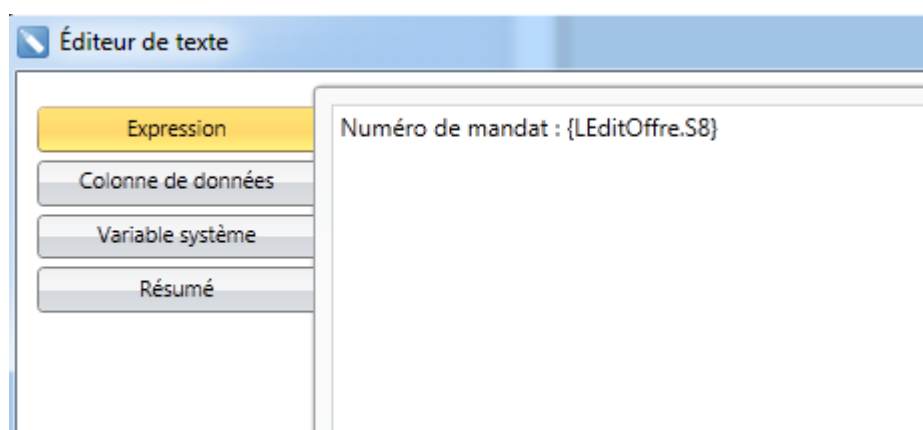 Éditeur de texte
Expression
Numéro de mandat : {LEditOffre.S8}
Colonne de données
Variable système
Résumé